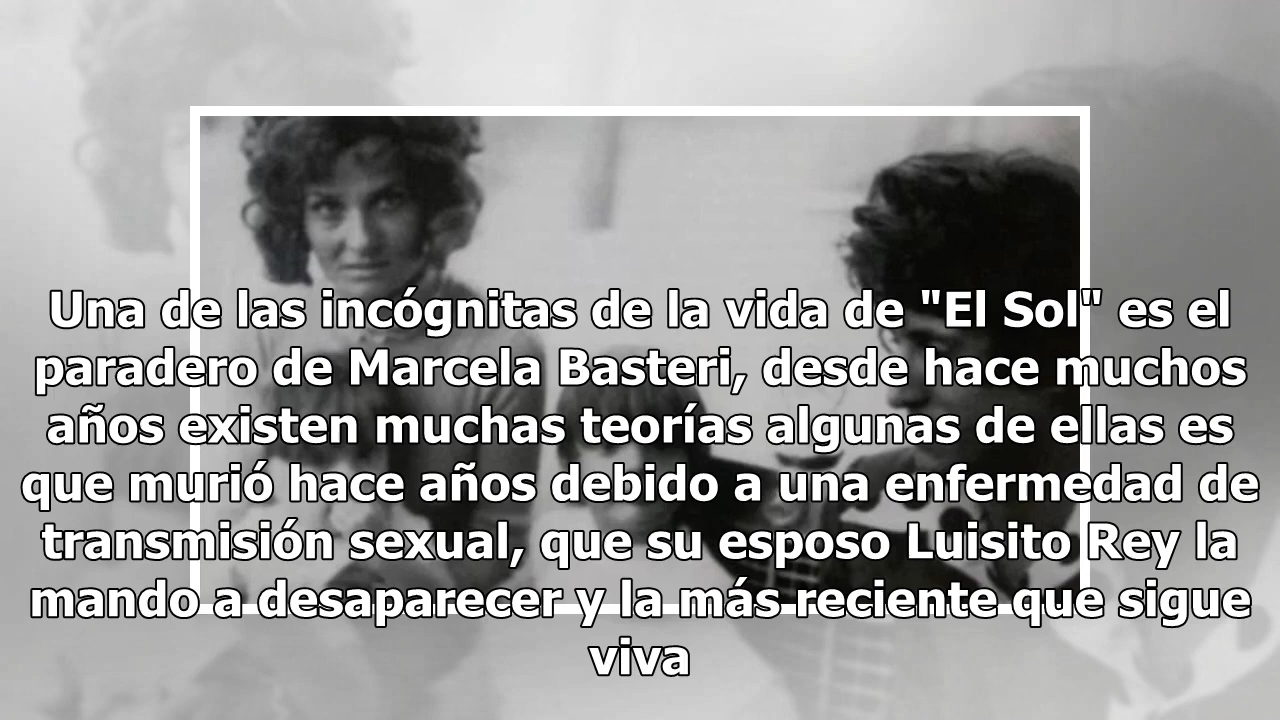 Una de las incógnitas de la vida de "El Sol" es el
paradero de Marcela Basteri, desde hace muchos
años existen muchas teorías algunas de ellas es
que murió hace años debido a una enfermedad de
transmisión sexual, que su esposo Luisito Rey la
mando a desaparecer y la más reciente que sigue
viva